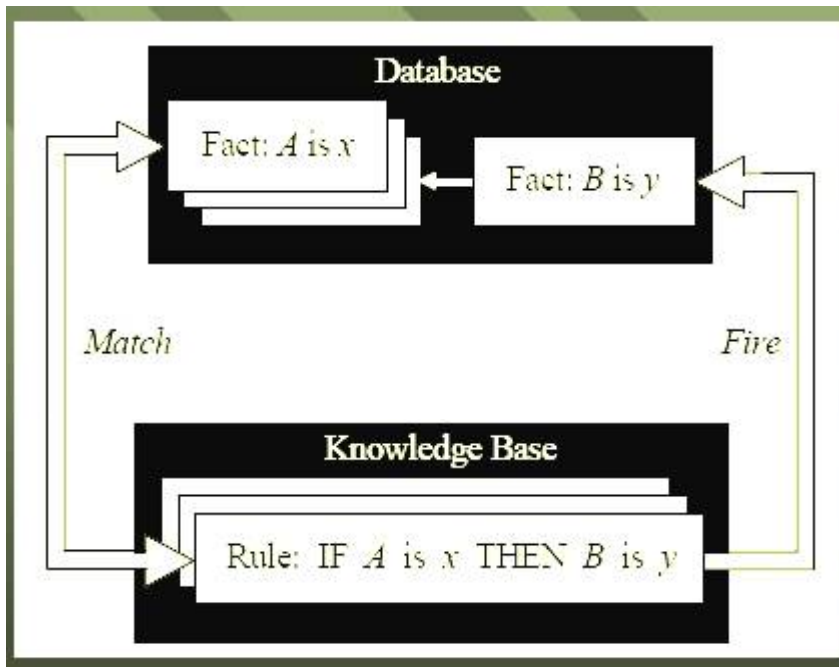 Database
Fact: A is x
Fact: B is y
Match
Fire
Knowledge Base
Rule: IF A is x THEN B is y